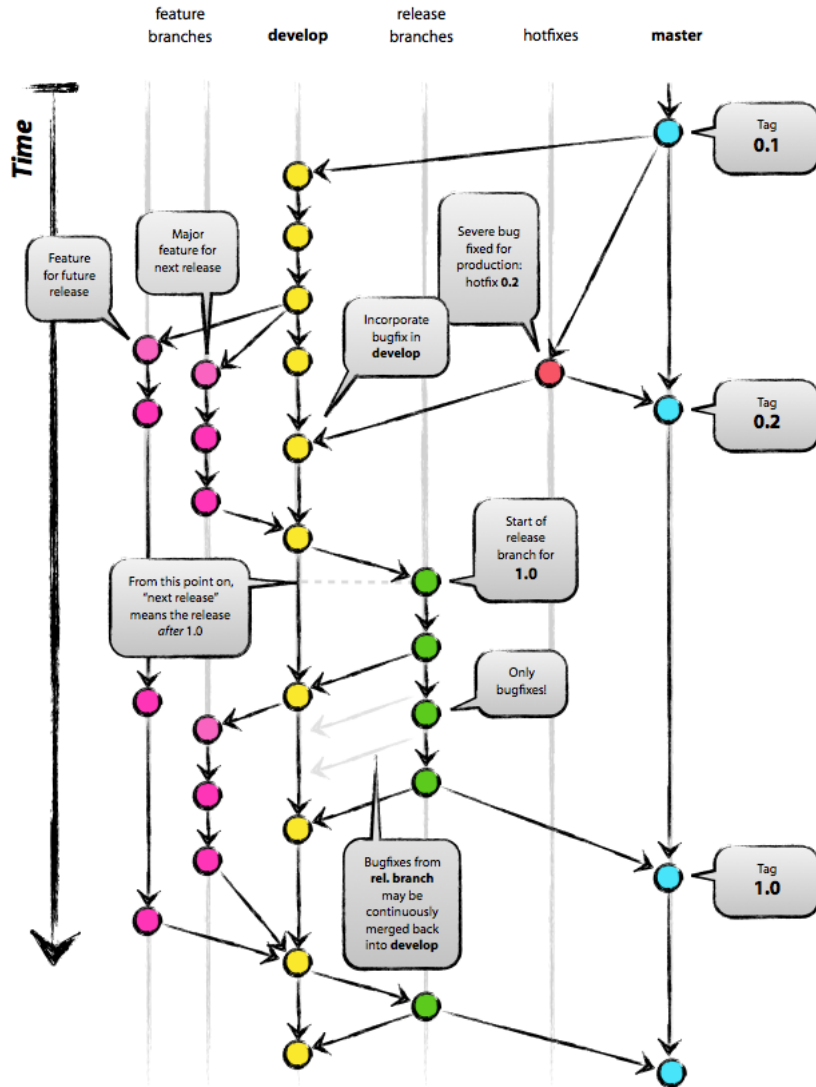 feature
branches
develop
release
branches
hotfixes
master
Time
Tag
0.1
Major
feature for
next release
Feature
for future
release
Severe bug
fixed for
production:
hotfix 0.2
Incorporate
bugfix in
develop
Tag
0.2
Start of
release
branch for
1.0
From this point on,
“next release”
means the release
after 1.0
Only
bugfixes!
Bugfixes from
rel. branch
may be
continuously
merged back
into develop
Tag
1.0